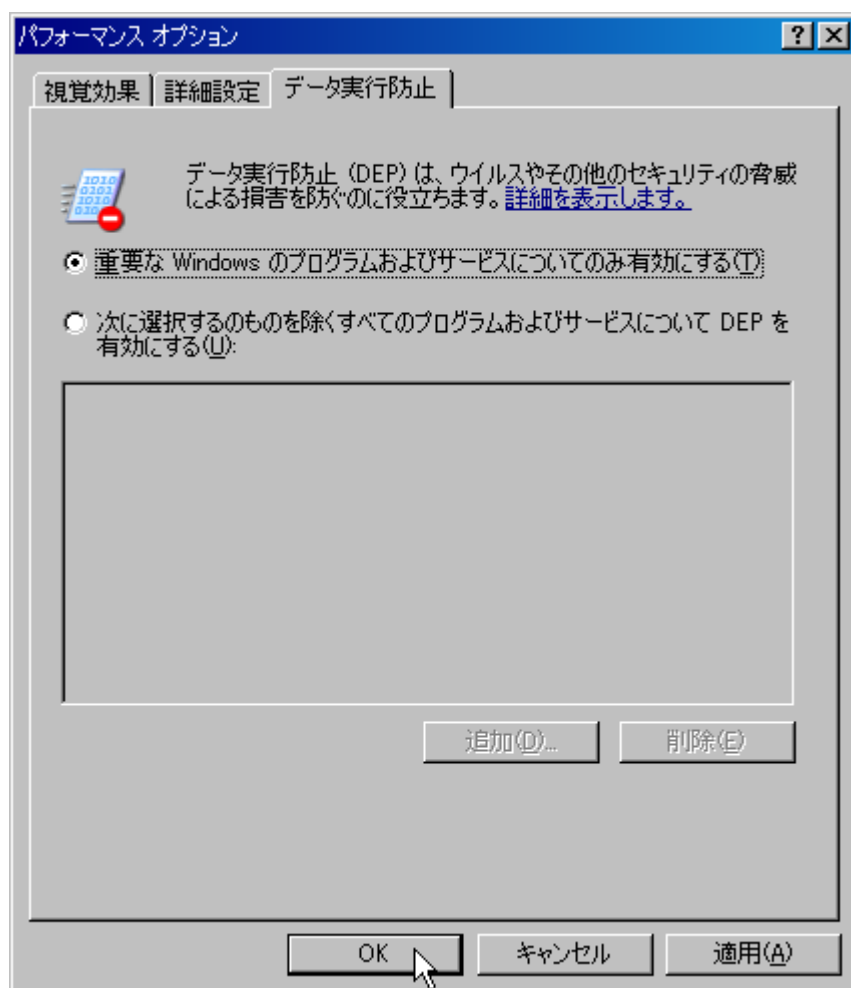 パフォーマンス オプション
視覚効果
詳細設定
データ実行防止
データ実行防止 (DEP) は、ウイルスやその他のセキュリティの脅威
による損害を防ぐのに役立ちます。詳細を表示します。
重要な Windows のプログラムおよびサービスについてのみ有効にする(T)
次に選択するのものを除くすべてのプログラムおよびサービスについて DEP を
有効にする(U):
追加(D)...
削除(E)
OK
キャンセル
適用(A)